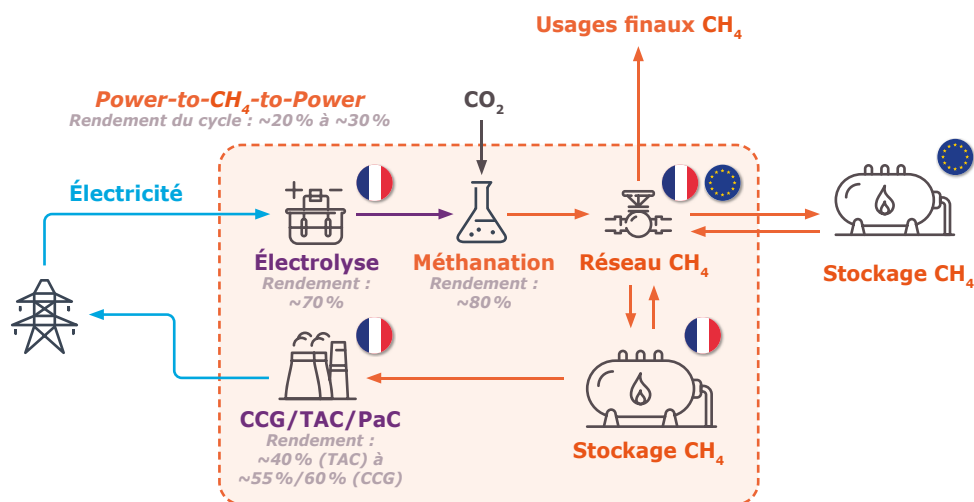 Usages finaux CH₄
Power-to-CH₄-to-Power
Rendement du cycle : ~20 % à ~30 %
CO₂
Électricité
Électrolyse
Rendement :
~70 %
Méthanation
Rendement :
~80 %
Réseau CH₄
Stockage CH₄
CCG/TAC/PaC
Rendement :
~40 % (TAC) à
~55 %/60 % (CCG)
Stockage CH₄